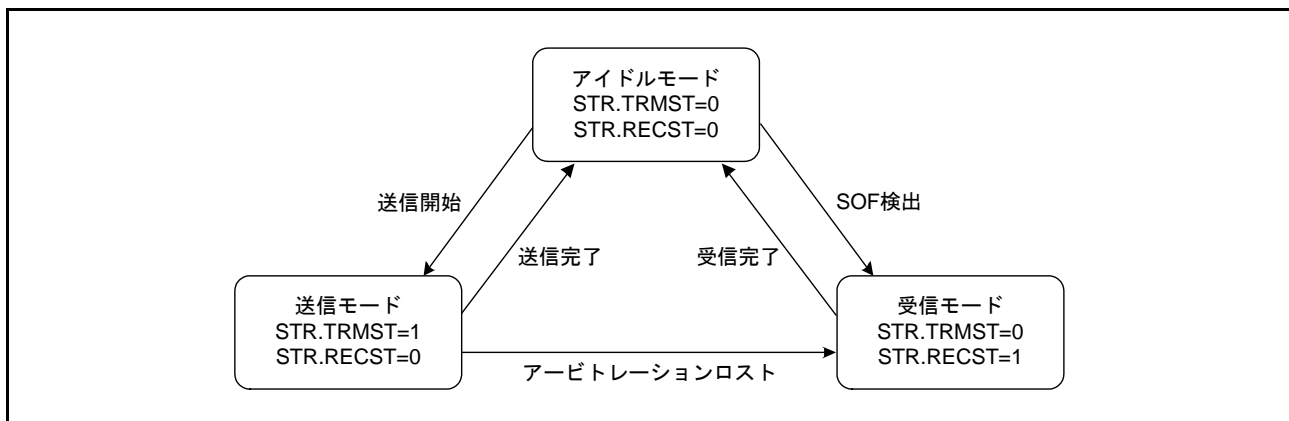 アイドルモード
STR.TRMST=0
STR.RECST=0
送信開始
SOF検出
送信完了
受信完了
送信モード
STR.TRMST=1
STR.RECST=0
受信モード
STR.TRMST=0
STR.RECST=1
アービトレーションロスト